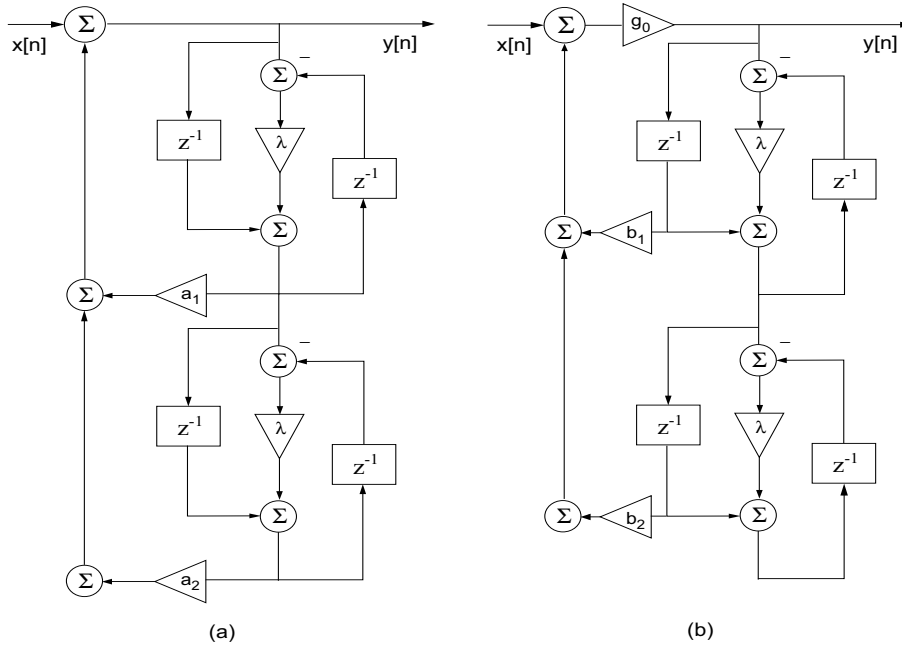 Σ
x[n]
y[n]
–
Σ
z⁻¹
λ
z⁻¹
Σ
Σ
a₁
–
Σ
z⁻¹
λ
z⁻¹
Σ
Σ
a₂
(a)
Σ
g₀
x[n]
y[n]
–
Σ
z⁻¹
λ
z⁻¹
Σ
b₁
Σ
–
Σ
z⁻¹
λ
z⁻¹
Σ
b₂
Σ
(b)